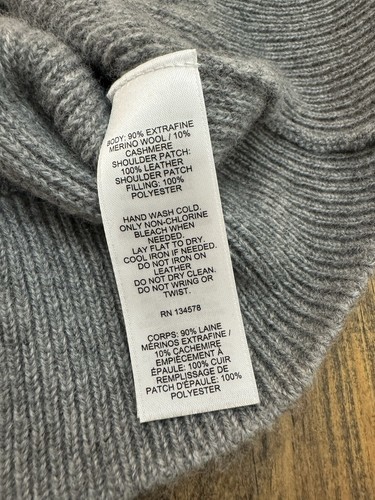 BODY: 90% EXTRAFINE
MERINO WOOL / 10%
CASHMERE
SHOULDER PATCH:
100% LEATHER
SHOULDER PATCH
FILLING: 100%
POLYESTER
HAND WASH COLD.
ONLY NON-CHLORINE
BLEACH WHEN
NEEDED.
LAY FLAT TO DRY.
COOL IRON IF NEEDED.
DO NOT IRON ON
LEATHER
DO NOT DRY CLEAN.
DO NOT WRING OR
TWIST.
RN 134578
CORPS: 90% LAINE
MÉRINOS EXTRAFINE /
10% CACHEMIRE
EMPIÈCEMENT À
ÉPAULE: 100% CUIR
REMPLISSAGE DE
PATCH D'ÉPAULE: 100%
POLYESTER